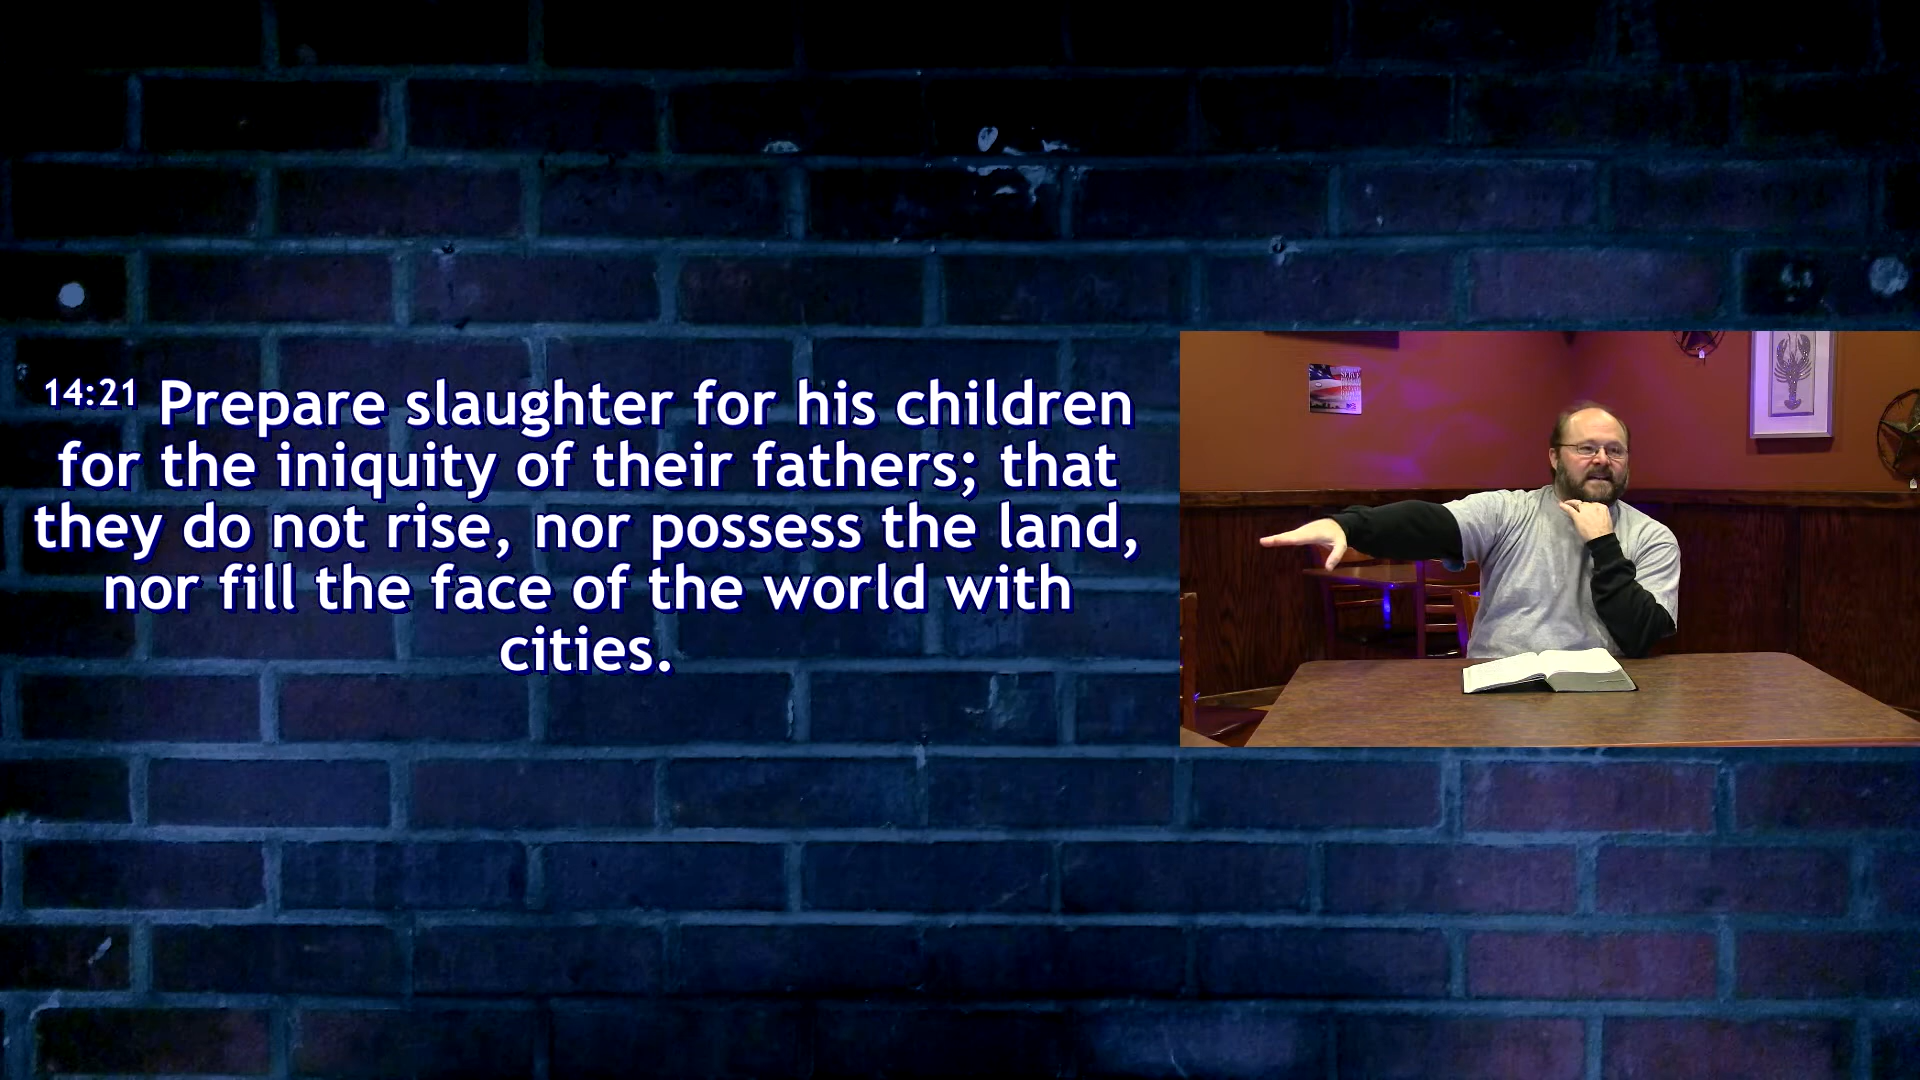 14:21 Prepare slaughter for his children
for the iniquity of their fathers; that
they do not rise, nor possess the land,
nor fill the face of the world with
cities.